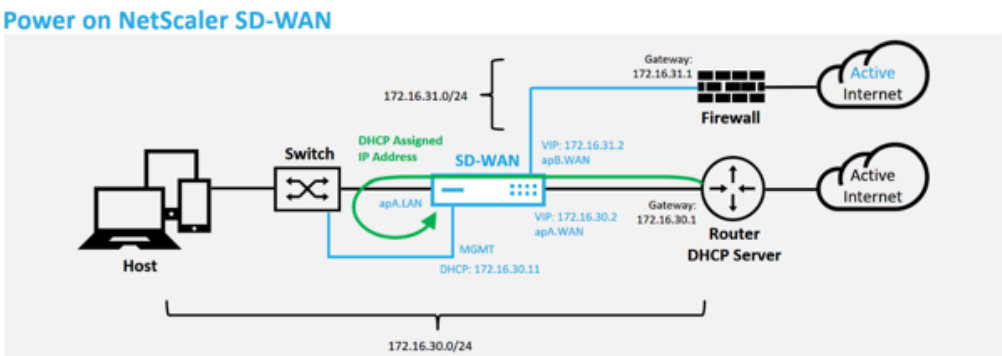 Power on NetScaler SD-WAN
Gateway:
172.16.31.1
Active
Internet
172.16.31.0/24
Firewall
DHCP Assigned
IP Address
Switch
SD-WAN
VIP: 172.16.31.2
apB.WAN
Active
Internet
apA.LAN
VIP: 172.16.30.2
apA.WAN
Gateway:
172.16.30.1
Router
DHCP Server
Host
MGMT
DHCP: 172.16.30.11
172.16.30.0/24